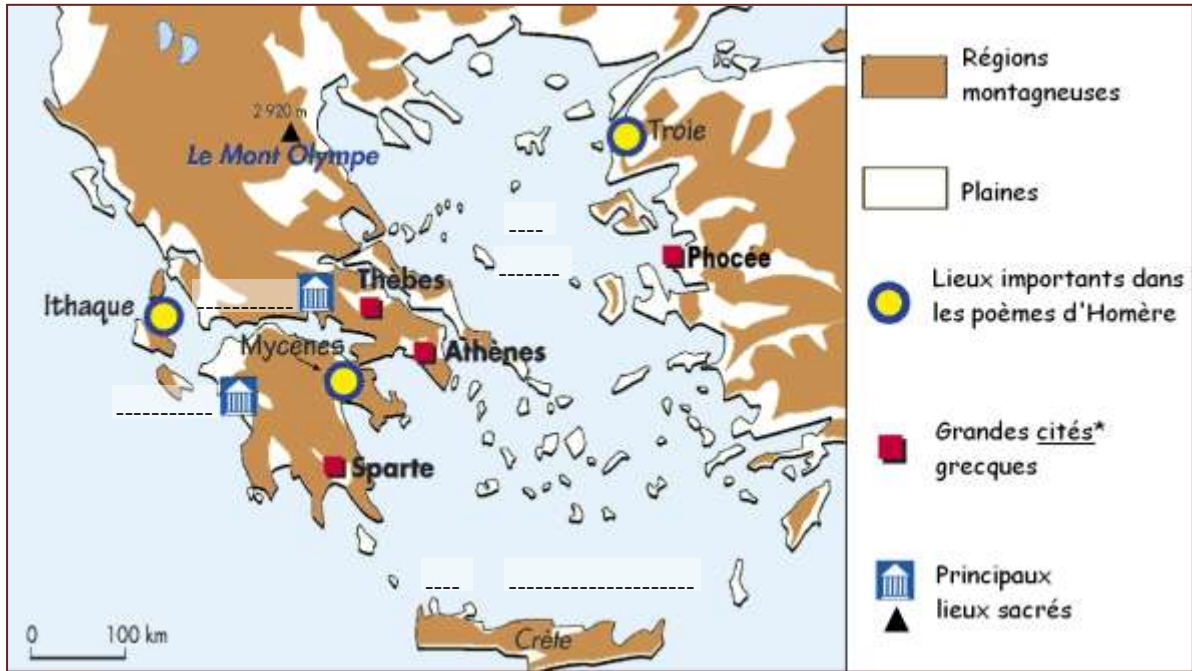 2 920 m
Le Mont Olympe
Troie
----
-------
Phocée
Thèbes
----------
Ithaque
Mycènes
Athènes
-----------
Sparte
---- --------------------
Crète
0 100 km
Régions
montagneuses
Plaines
Lieux importants dans
les poèmes d'Homère
Grandes cités*
grecques
Principaux
lieux sacrés